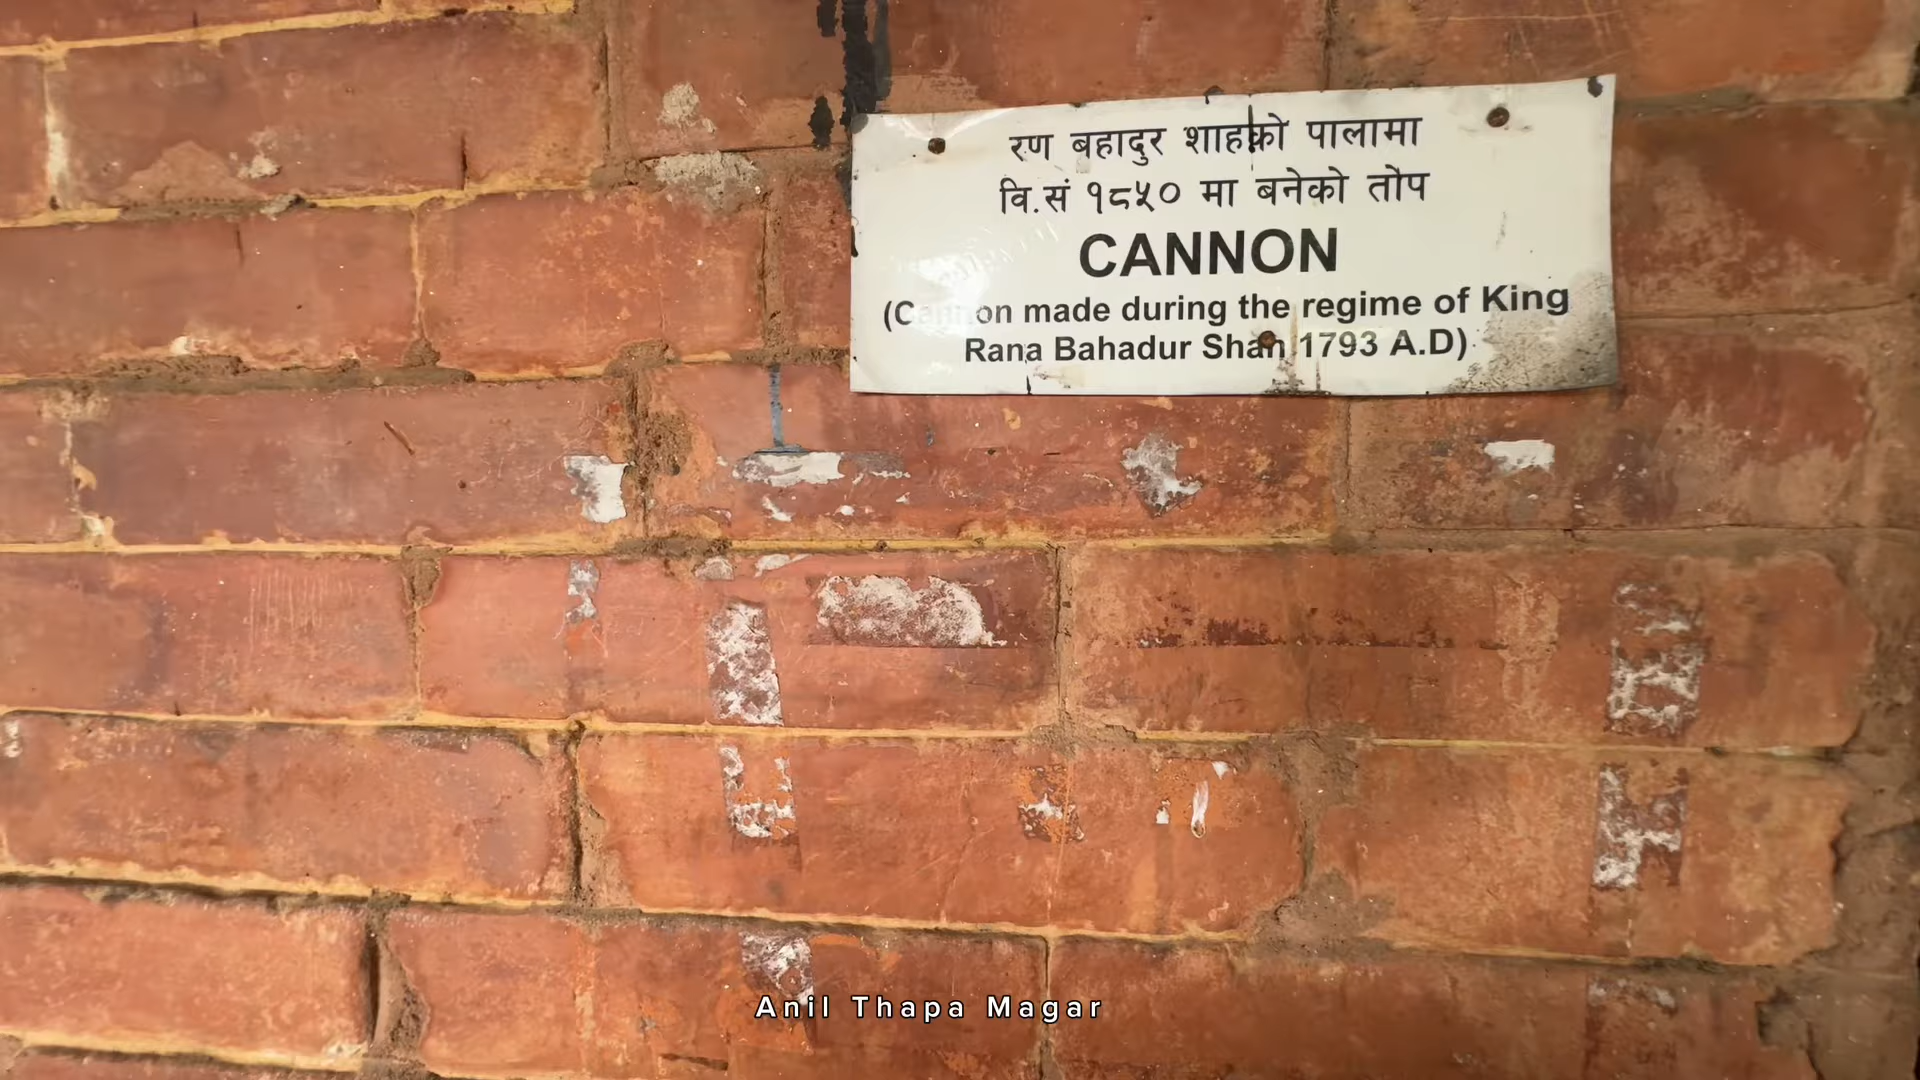 रण बहादुर शाहको पालामा
वि.सं १८५० मा बनेको तोप
CANNON
(Cannon made during the regime of King
Rana Bahadur Shah 1793 A.D)
Anil Thapa Magar